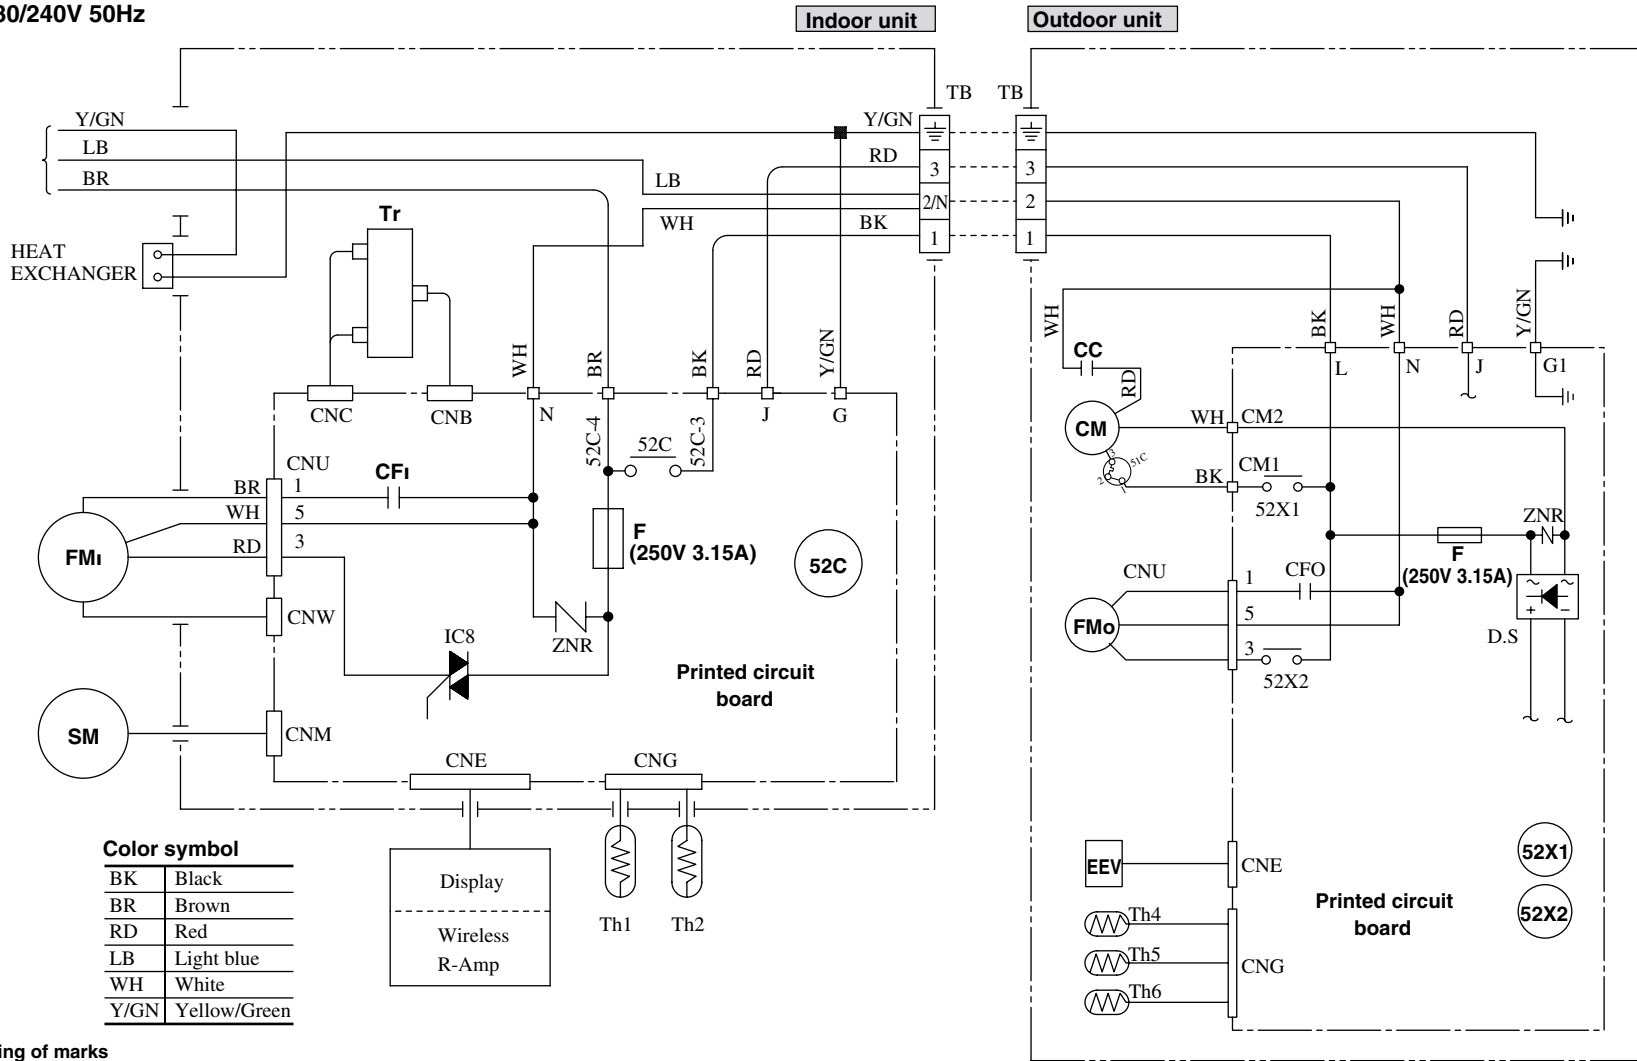 30/240V 50Hz
Indoor unit
Outdoor unit
TB
TB
Y/GN
LB
BR
Y/GN
RD
LB
WH
BK
3
2/N
1
3
2
1
HEAT
EXCHANGER
Tr
WH
BR
BK
RD
Y/GN
CNC
CNB
N
52C-4
52C
52C-3
J
G
CNU
BR
1
CFI
WH
5
RD
3
FMI
F
(250V 3.15A)
52C
CNW
ZNR
IC8
Printed circuit
board
SM
CNM
CNE
CNG
Display
Wireless
R-Amp
Th1
Th2
Color symbol
BK Black
BR Brown
RD Red
LB Light blue
WH White
Y/GN Yellow/Green
ing of marks
WH
CC
RD
BK
WH
RD
Y/GN
L
N
J
G1
CM
WH
CM2
3
51C
2
1
BK
CM1
52X1
ZNR
F
(250V 3.15A)
CNU
1
CFO
5
FMo
3
52X2
~
~
+
–
D.S
EEV
CNE
Th4
Th5
Th6
CNG
Printed circuit
board
52X1
52X2